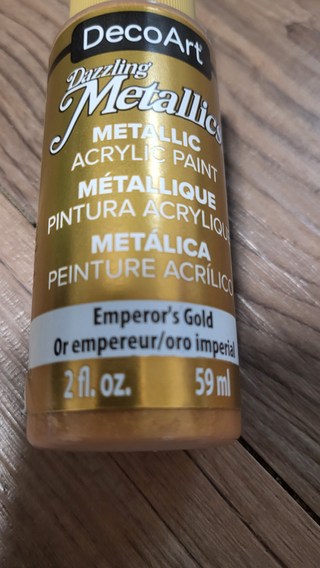 DecoArt
Dazzling
Metallics
METALLIC
ACRYLIC PAINT
MÉTALLIQUE
PINTURA ACRYLIQU
METÁLICA
PEINTURE ACRÍLICO
Emperor's Gold
Or empereur/oro imperial
2 fl. oz. 59 ml